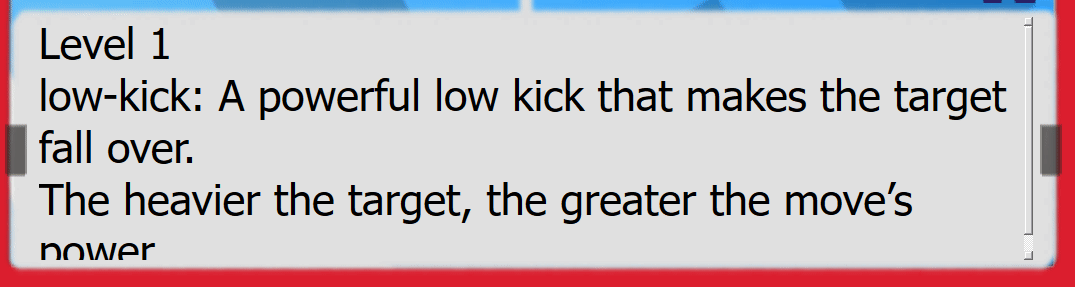 Level 1
low-kick: A powerful low kick that makes the target
fall over.
The heavier the target, the greater the move’s
power